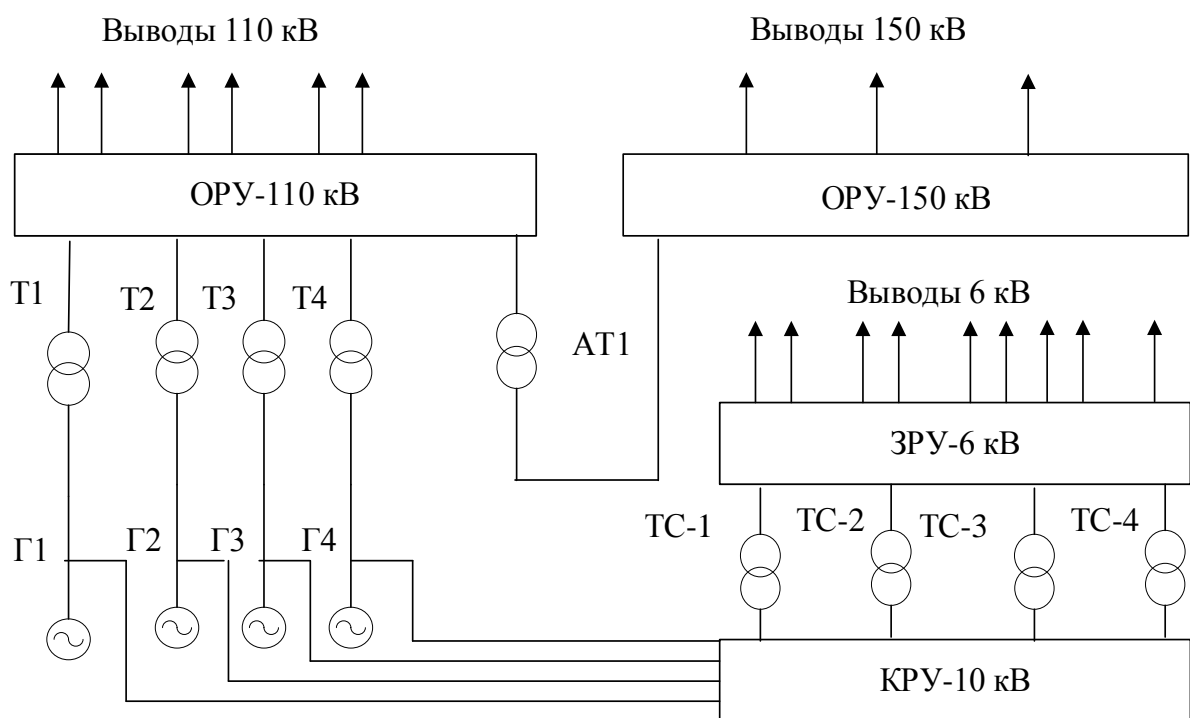 Выводы 110 кВ
Выводы 150 кВ
ОРУ-110 кВ
ОРУ-150 кВ
Т1
Т2
Т3
Т4
АТ1
Выводы 6 кВ
ЗРУ-6 кВ
ТС-1
ТС-2
ТС-3
ТС-4
Г1
Г2
Г3
Г4
КРУ-10 кВ